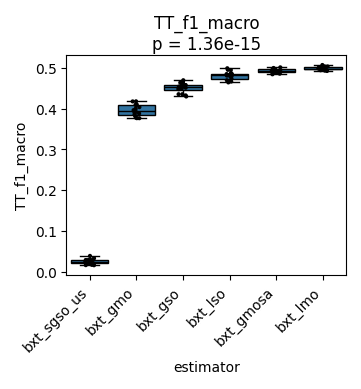 TT_f1_macro
p = 1.36e-15
0.5
0.4
0.3
0.2
0.1
0.0
TT_f1_macro
bxt_sgso_us
bxt_gmo
bxt_gso
bxt_lso
bxt_gmosa
bxt_lmo
estimator